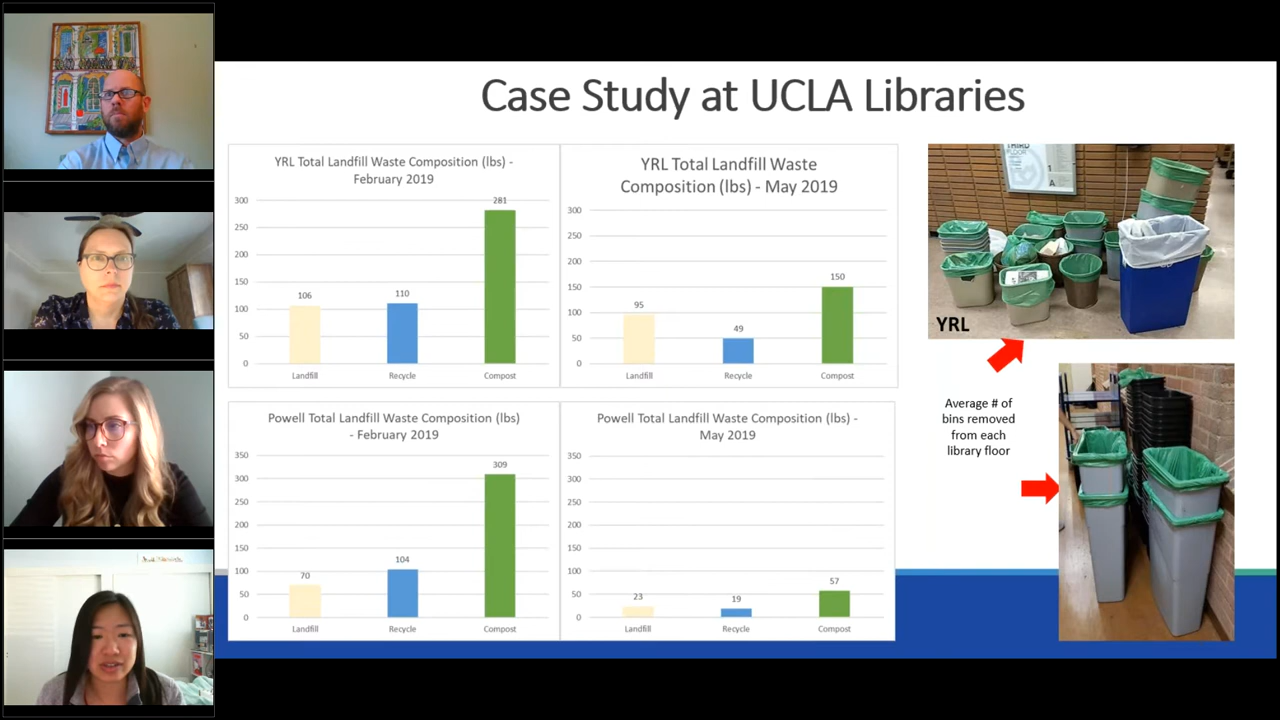 Case Study at UCLA Libraries
YRL Total Landfill Waste Composition (lbs) -
February 2019
300
250
200
150
100
50
0
106
110
281
Landfill
Recycle
Compost
YRL Total Landfill Waste
Composition (lbs) - May 2019
300
250
200
150
100
50
0
95
49
150
Landfill
Recycle
Compost
Powell Total Landfill Waste Composition (lbs)
- February 2019
350
300
250
200
150
100
50
0
70
104
309
Landfill
Recycle
Compost
Powell Total Landfill Waste Composition (lbs) -
May 2019
350
300
250
200
150
100
50
0
23
19
57
Landfill
Recycle
Compost
THIRD
FLOOR
1
A
YRL
Average # of
bins removed
from each
library floor